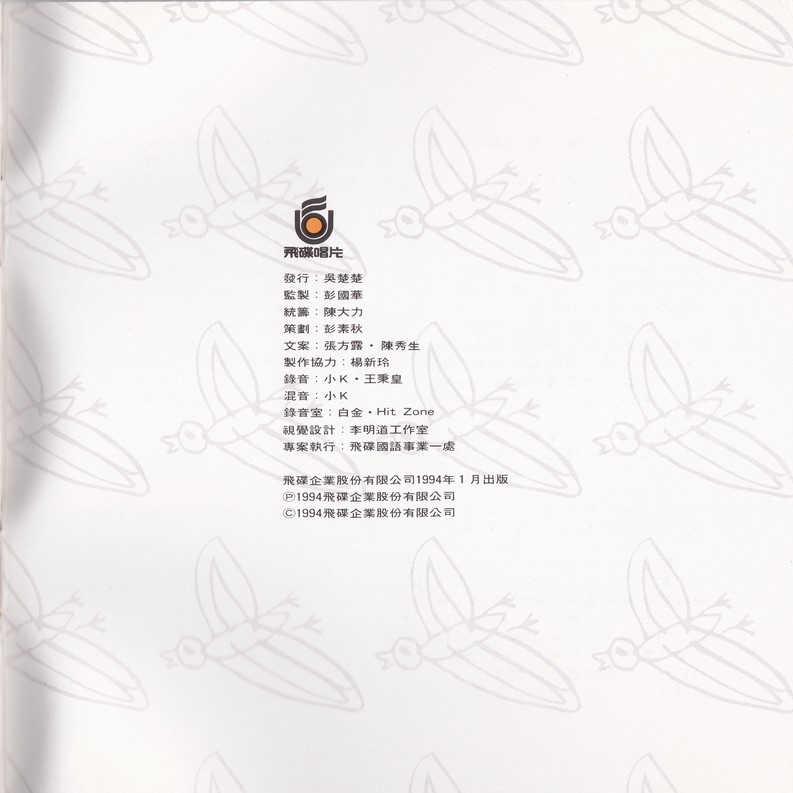 飛碟唱片
發行：吳楚楚
監製：彭國華
統籌：陳大力
策劃：彭素秋
文案：張方露・陳秀生
製作協力：楊新玲
錄音：小K・王秉皇
混音：小K
錄音室：白金・Hit Zone
視覺設計：李明道工作室
專案執行：飛碟國語事業一處
飛碟企業股份有限公司1994年1月出版
Ⓟ1994飛碟企業股份有限公司
Ⓒ1994飛碟企業股份有限公司